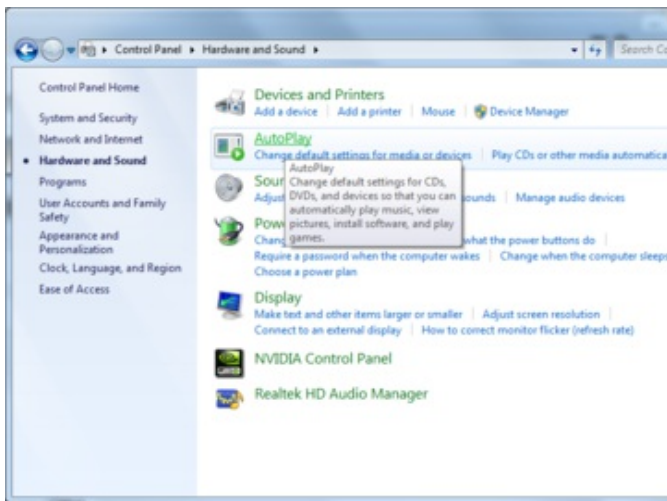 Control Panel ▸ Hardware and Sound ▸
Search Co
Control Panel Home
System and Security
Network and Internet
Hardware and Sound
Programs
User Accounts and Family
Safety
Appearance and
Personalization
Clock, Language, and Region
Ease of Access
Devices and Printers
Add a device | Add a printer | Mouse | Device Manager
AutoPlay
Change default settings for media or devices | Play CDs or other media automatica
AutoPlay
Change default settings for CDs,
DVDs, and devices so that you can
automatically play music, view
pictures, install software, and play
games.
Soun
Adjus
ounds | Manage audio devices
Pow
Chang
what the power buttons do |
Require a password when the computer wakes | Change when the computer sleeps
Choose a power plan
Display
Make text and other items larger or smaller | Adjust screen resolution |
Connect to an external display | How to correct monitor flicker (refresh rate)
NVIDIA Control Panel
Realtek HD Audio Manager